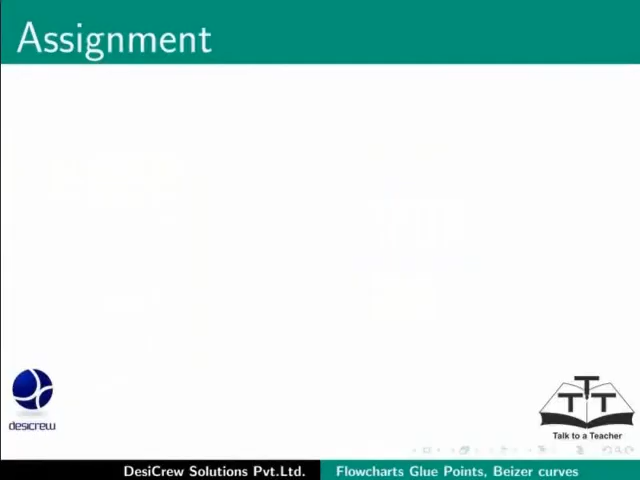 Assignment
desicrew
T T T
Talk to a Teacher
DesiCrew Solutions Pvt.Ltd.
Flowcharts Glue Points, Beizer curves